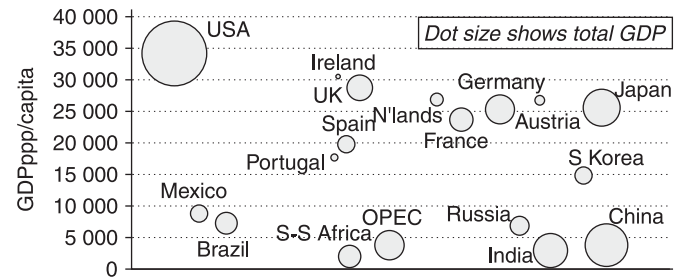 40 000
35 000
30 000
25 000
20 000
15 000
10 000
5 000
0
GDPppp/capita
Dot size shows total GDP
USA
Ireland
UK
Germany
Japan
N'lands
Austria
Spain
France
Portugal
S Korea
Mexico
Brazil
S-S Africa
OPEC
Russia
China
India